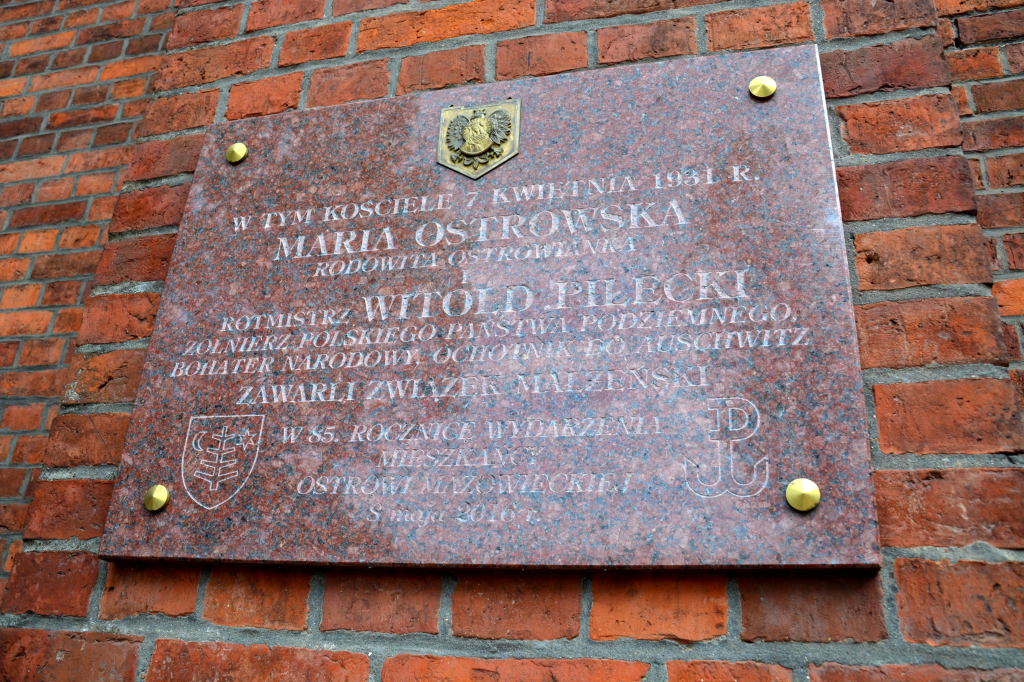 W TYM KOŚCIELE 7 KWIETNIA 1931 R.
MARIA OSTROWSKA
RODOWITA OSTROWIANKA
I
ROTMISTRZ WITOLD PILECKI
ŻOŁNIERZ POLSKIEGO PAŃSTWA PODZIEMNEGO,
BOHATER NARODOWY, OCHOTNIK DO AUSCHWITZ
ZAWARLI ZWIĄZEK MAŁŻEŃSKI
W 85. ROCZNICĘ WYDARZENIA
MIESZKAŃCY
OSTROWI MAZOWIECKIEJ
8 maja 2016 r.